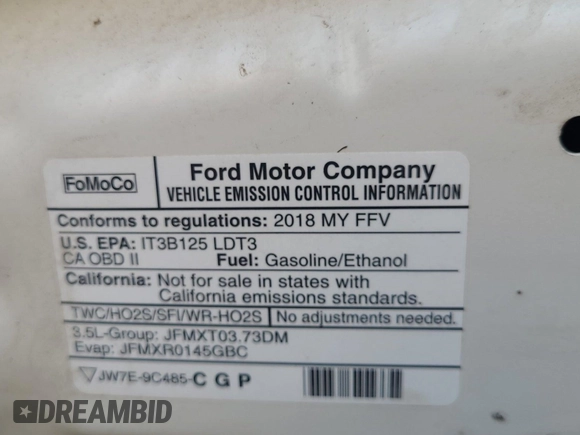 FoMoCo
Ford Motor Company
VEHICLE EMISSION CONTROL INFORMATION
Conforms to regulations: 2018 MY FFV
U.S. EPA: IT3B125 LDT3
CA OBD II Fuel: Gasoline/Ethanol
California: Not for sale in states with
California emissions standards.
TWC/HO2S/SFI/WR-HO2S No adjustments needed.
3.5L-Group: JFMXT03.73DM
Evap: JFMXR0145GBC
JW7E-9C485-C G P
DREAMBID